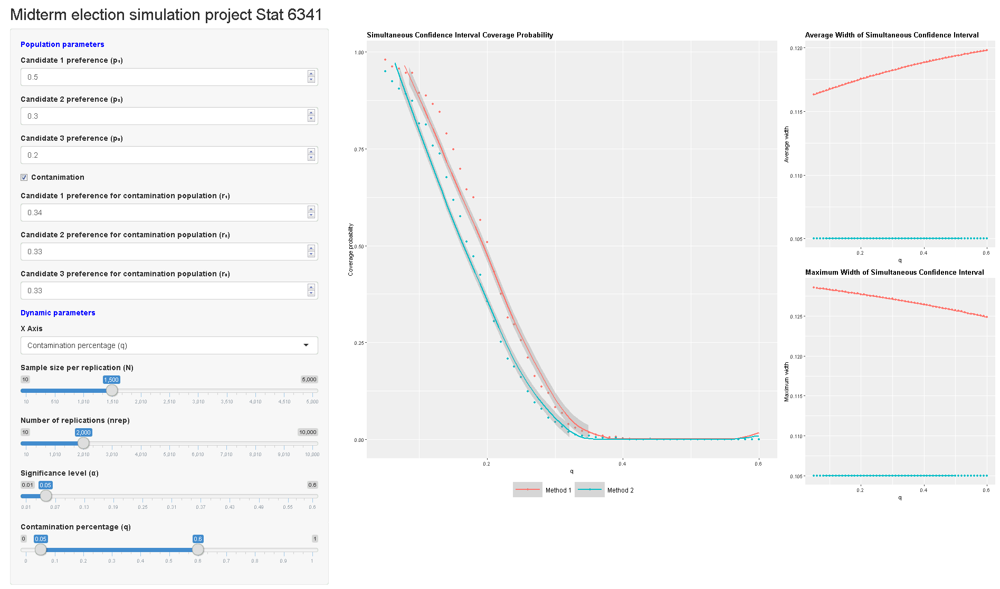 Midterm election simulation project Stat 6341
Population parameters
Candidate 1 preference (p₁)
0.5
Candidate 2 preference (p₂)
0.3
Candidate 3 preference (p₃)
0.2
Contanimation
Candidate 1 preference for contamination population (r₁)
0.34
Candidate 2 preference for contamination population (r₂)
0.33
Candidate 3 preference for contamination population (r₃)
0.33
Dynamic parameters
X Axis
Contamination percentage (q)
Sample size per replication (N)
10 1,500 5,000
10 510 1,010 1,510 2,010 2,510 3,010 3,510 4,010 4,510 5,000
Number of replications (nrep)
10 2,000 10,000
10 1,010 2,010 3,010 4,010 5,010 6,010 7,010 8,010 9,010 10,000
Significance level (α)
0.01 0.05 0.6
0.01 0.07 0.13 0.19 0.25 0.31 0.37 0.43 0.49 0.55 0.6
Contamination percentage (q)
0 0.05 0.6 1
0 0.1 0.2 0.3 0.4 0.5 0.6 0.7 0.8 0.9 1
Simultaneous Confidence Interval Coverage Probability
Coverage probability
1.00
0.75
0.50
0.25
0.00
0.2 0.4 0.6
q
Method 1 Method 2
Average Width of Simultaneous Confidence Interval
Average width
0.120
0.115
0.110
0.105
0.2 0.4 0.6
q
Maximum Width of Simultaneous Confidence Interval
Maximum width
0.125
0.120
0.115
0.110
0.105
0.2 0.4 0.6
q